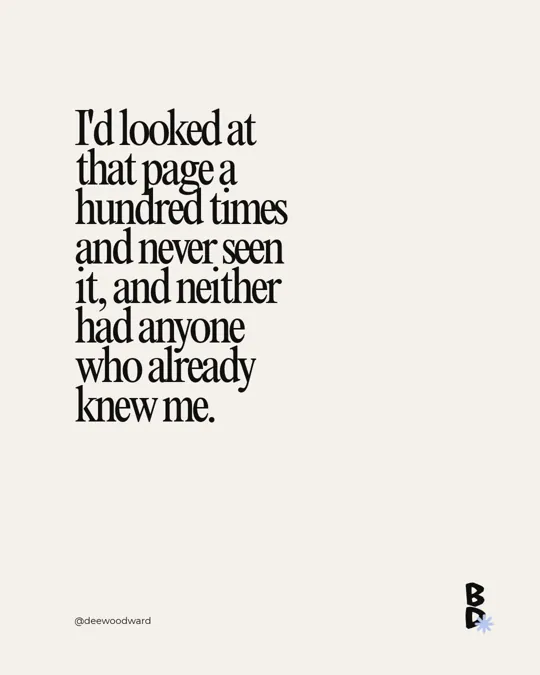 I'd looked at
that page a
hundred times
and never seen
it, and neither
had anyone
who already
knew me.
@deewoodward
B
D